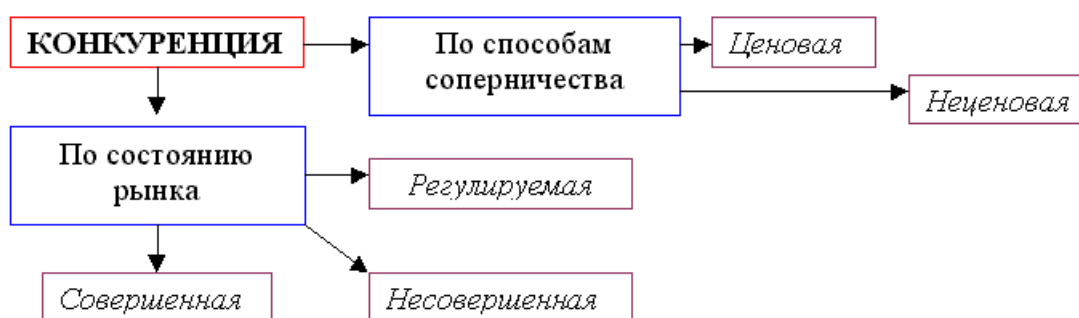 КОНКУРЕНЦИЯ
По способам
соперничества
Ценовая
Неценовая
По состоянию
рынка
Регулируемая
Совершенная
Несовершенная